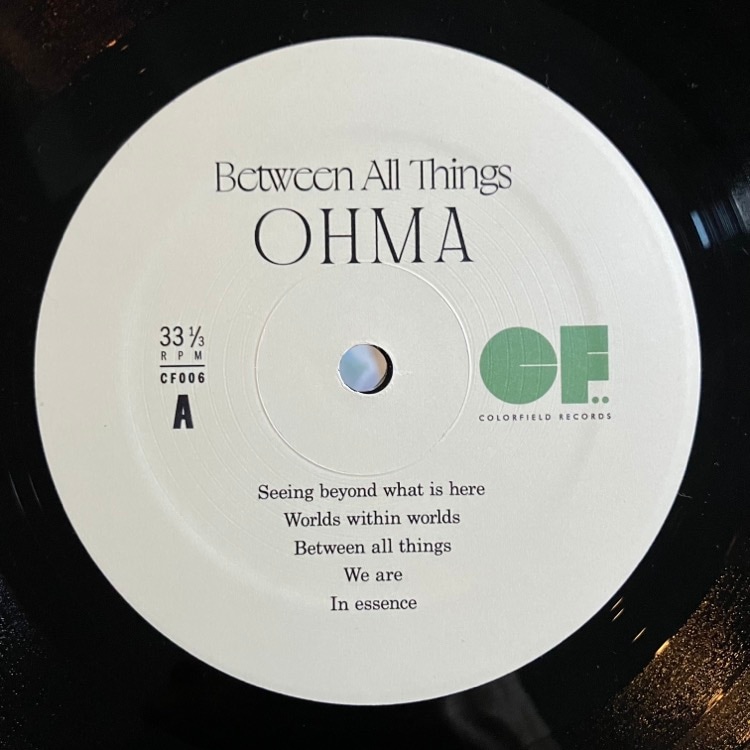 Between All Things
OHMA
33 ⅓
RPM
CF006
A
CF..
COLORFIELD RECORDS
Seeing beyond what is here
Worlds within worlds
Between all things
We are
In essence